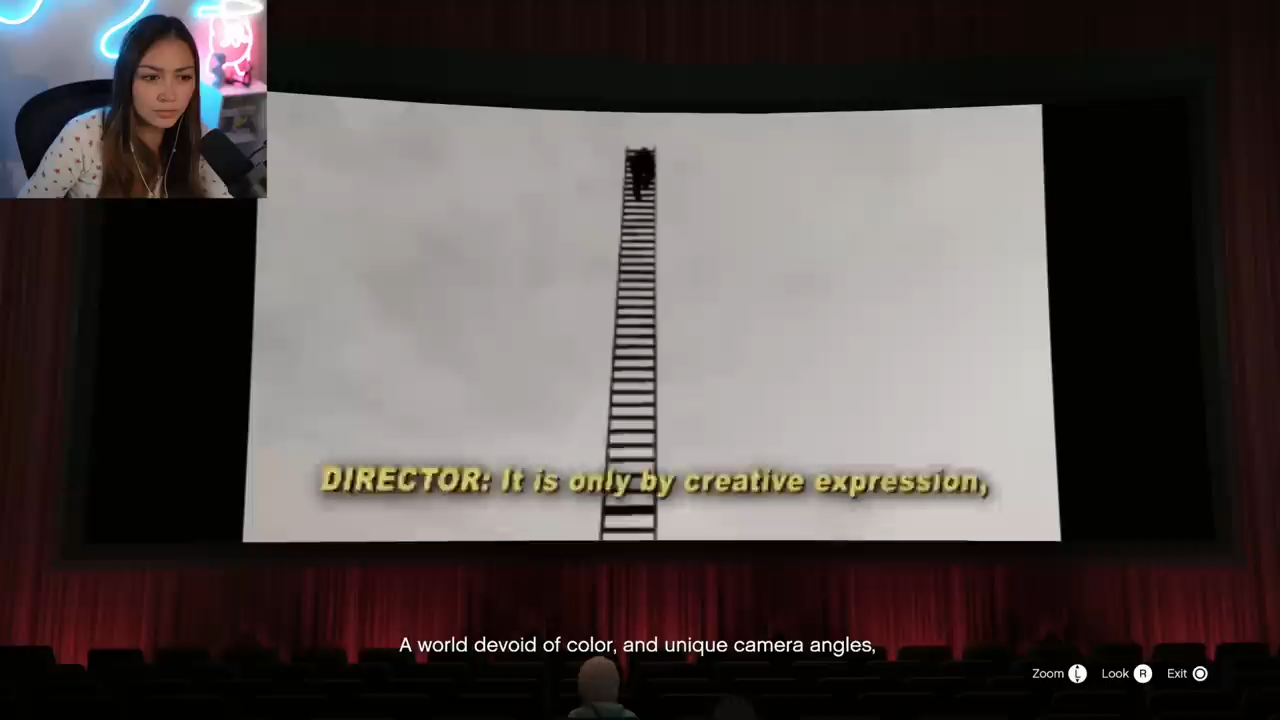 DIRECTOR: It is only by creative expression,
A world devoid of color, and unique camera angles,
Zoom L Look R Exit